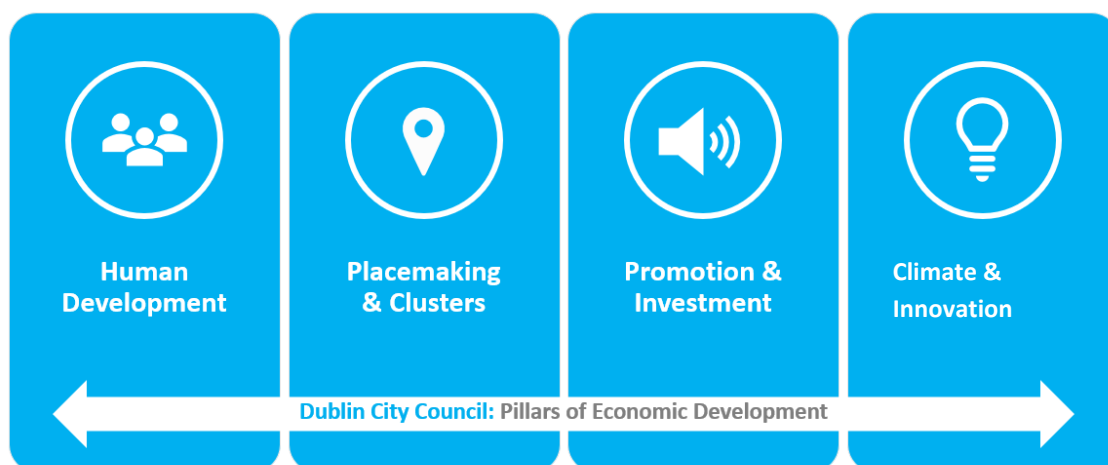 Human
Development
Placemaking
& Clusters
Promotion &
Investment
Climate &
Innovation
Dublin City Council: Pillars of Economic Development